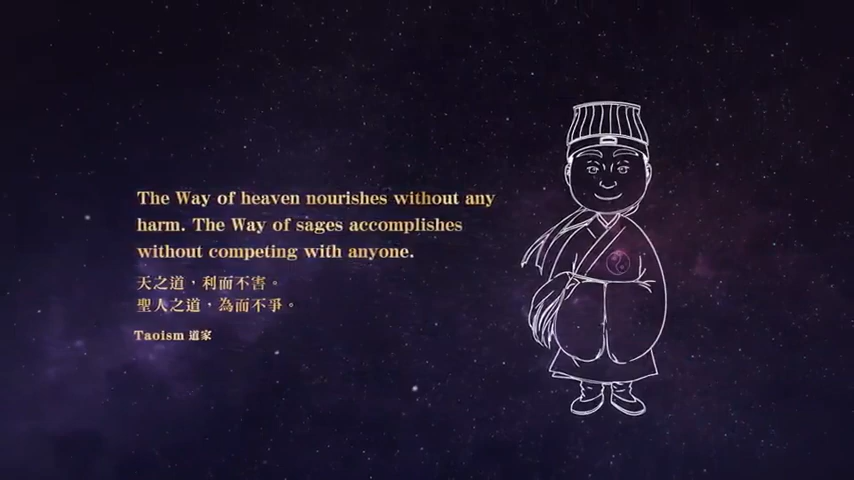 The Way of heaven nourishes without any
harm. The Way of sages accomplishes
without competing with anyone.
天之道，利而不害。
聖人之道，為而不爭。
Taoism 道家